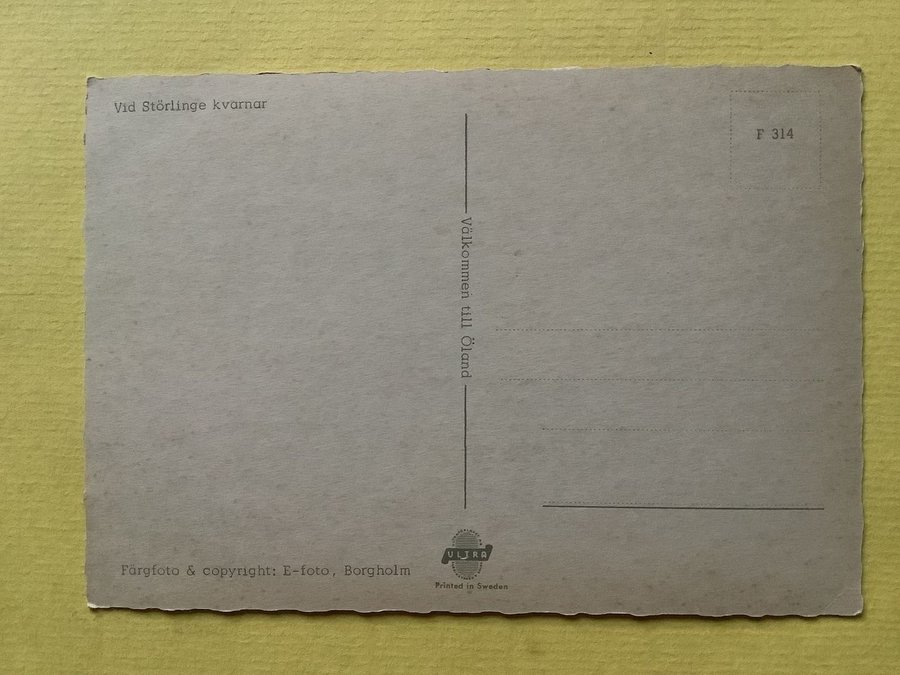 Vid Störlinge kvarnar
F 314
Välkommen till Öland
ULTRA
Färgfoto & copyright: E-foto, Borgholm
Printed in Sweden